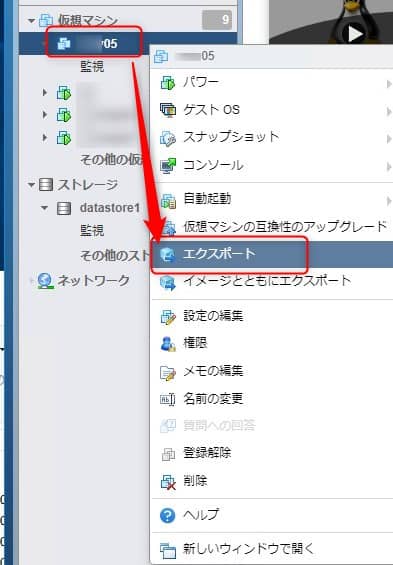 仮想マシン
9
05
監視
その他の仮
ストレージ
datastore1
監視
その他のスト
ネットワーク
05
パワー
ゲスト OS
スナップショット
コンソール
自動起動
仮想マシンの互換性のアップグレード
エクスポート
イメージとともにエクスポート
設定の編集
権限
メモの編集
名前の変更
質問への回答
登録解除
削除
ヘルプ
新しいウィンドウで開く